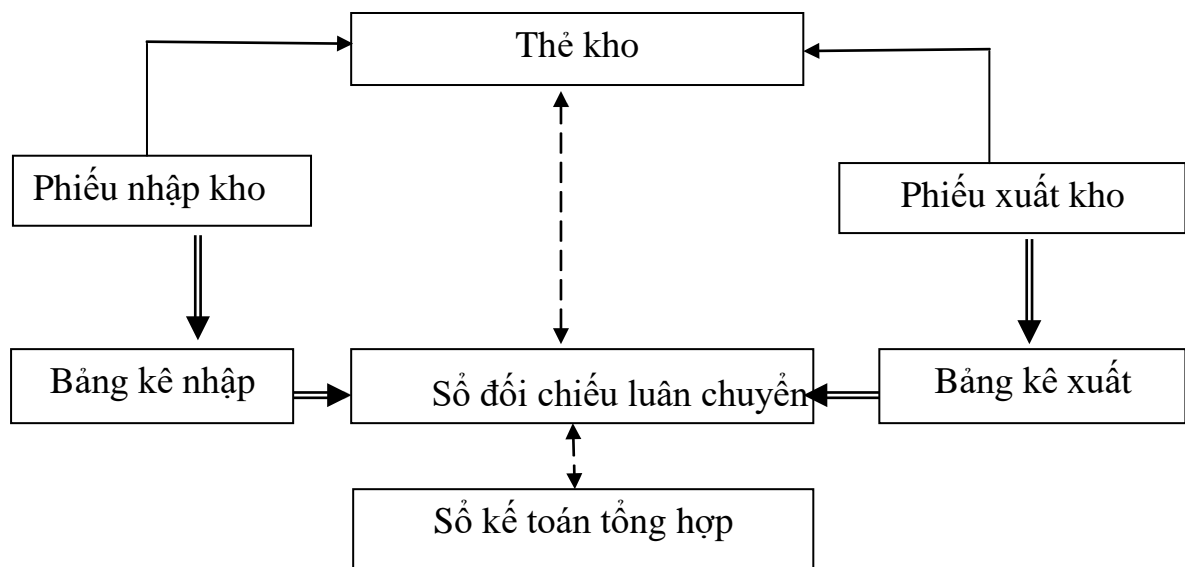 Thẻ kho
Phiếu nhập kho
Phiếu xuất kho
Bảng kê nhập
Sổ đối chiếu luân chuyển
Bảng kê xuất
Sổ kế toán tổng hợp